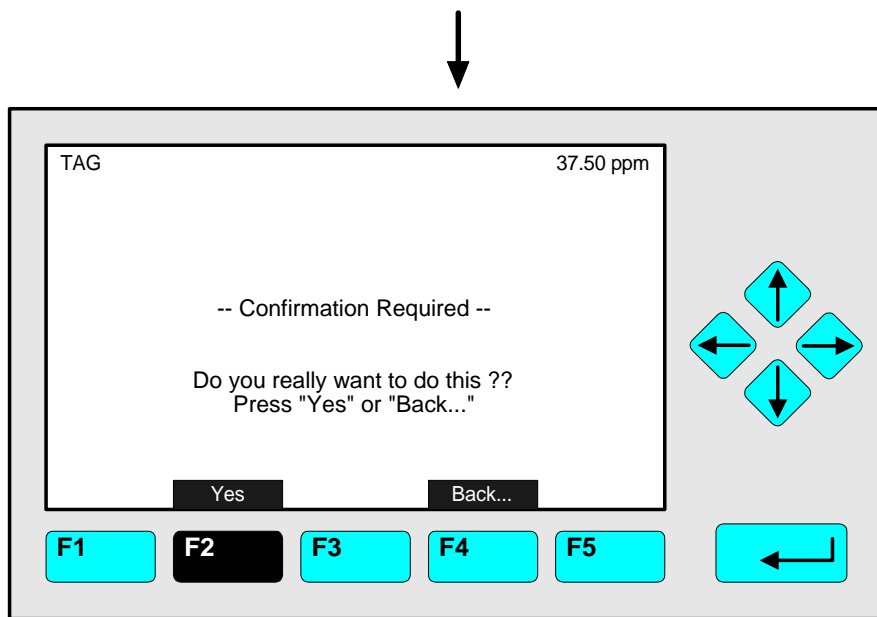 TAG 37.50 ppm
-- Confirmation Required --
Do you really want to do this ??
Press "Yes" or "Back..."
Yes Back...
F1 F2 F3 F4 F5